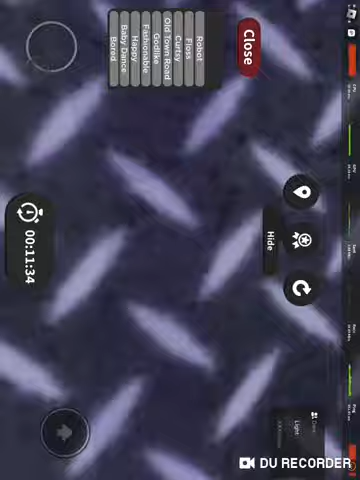 Close
Robot
Floss
Curtsy
Old Town Road
Godlike
Fashionable
Happy
Baby Dance
Bored
Hide
00:11:34
Light
DU RECORDER